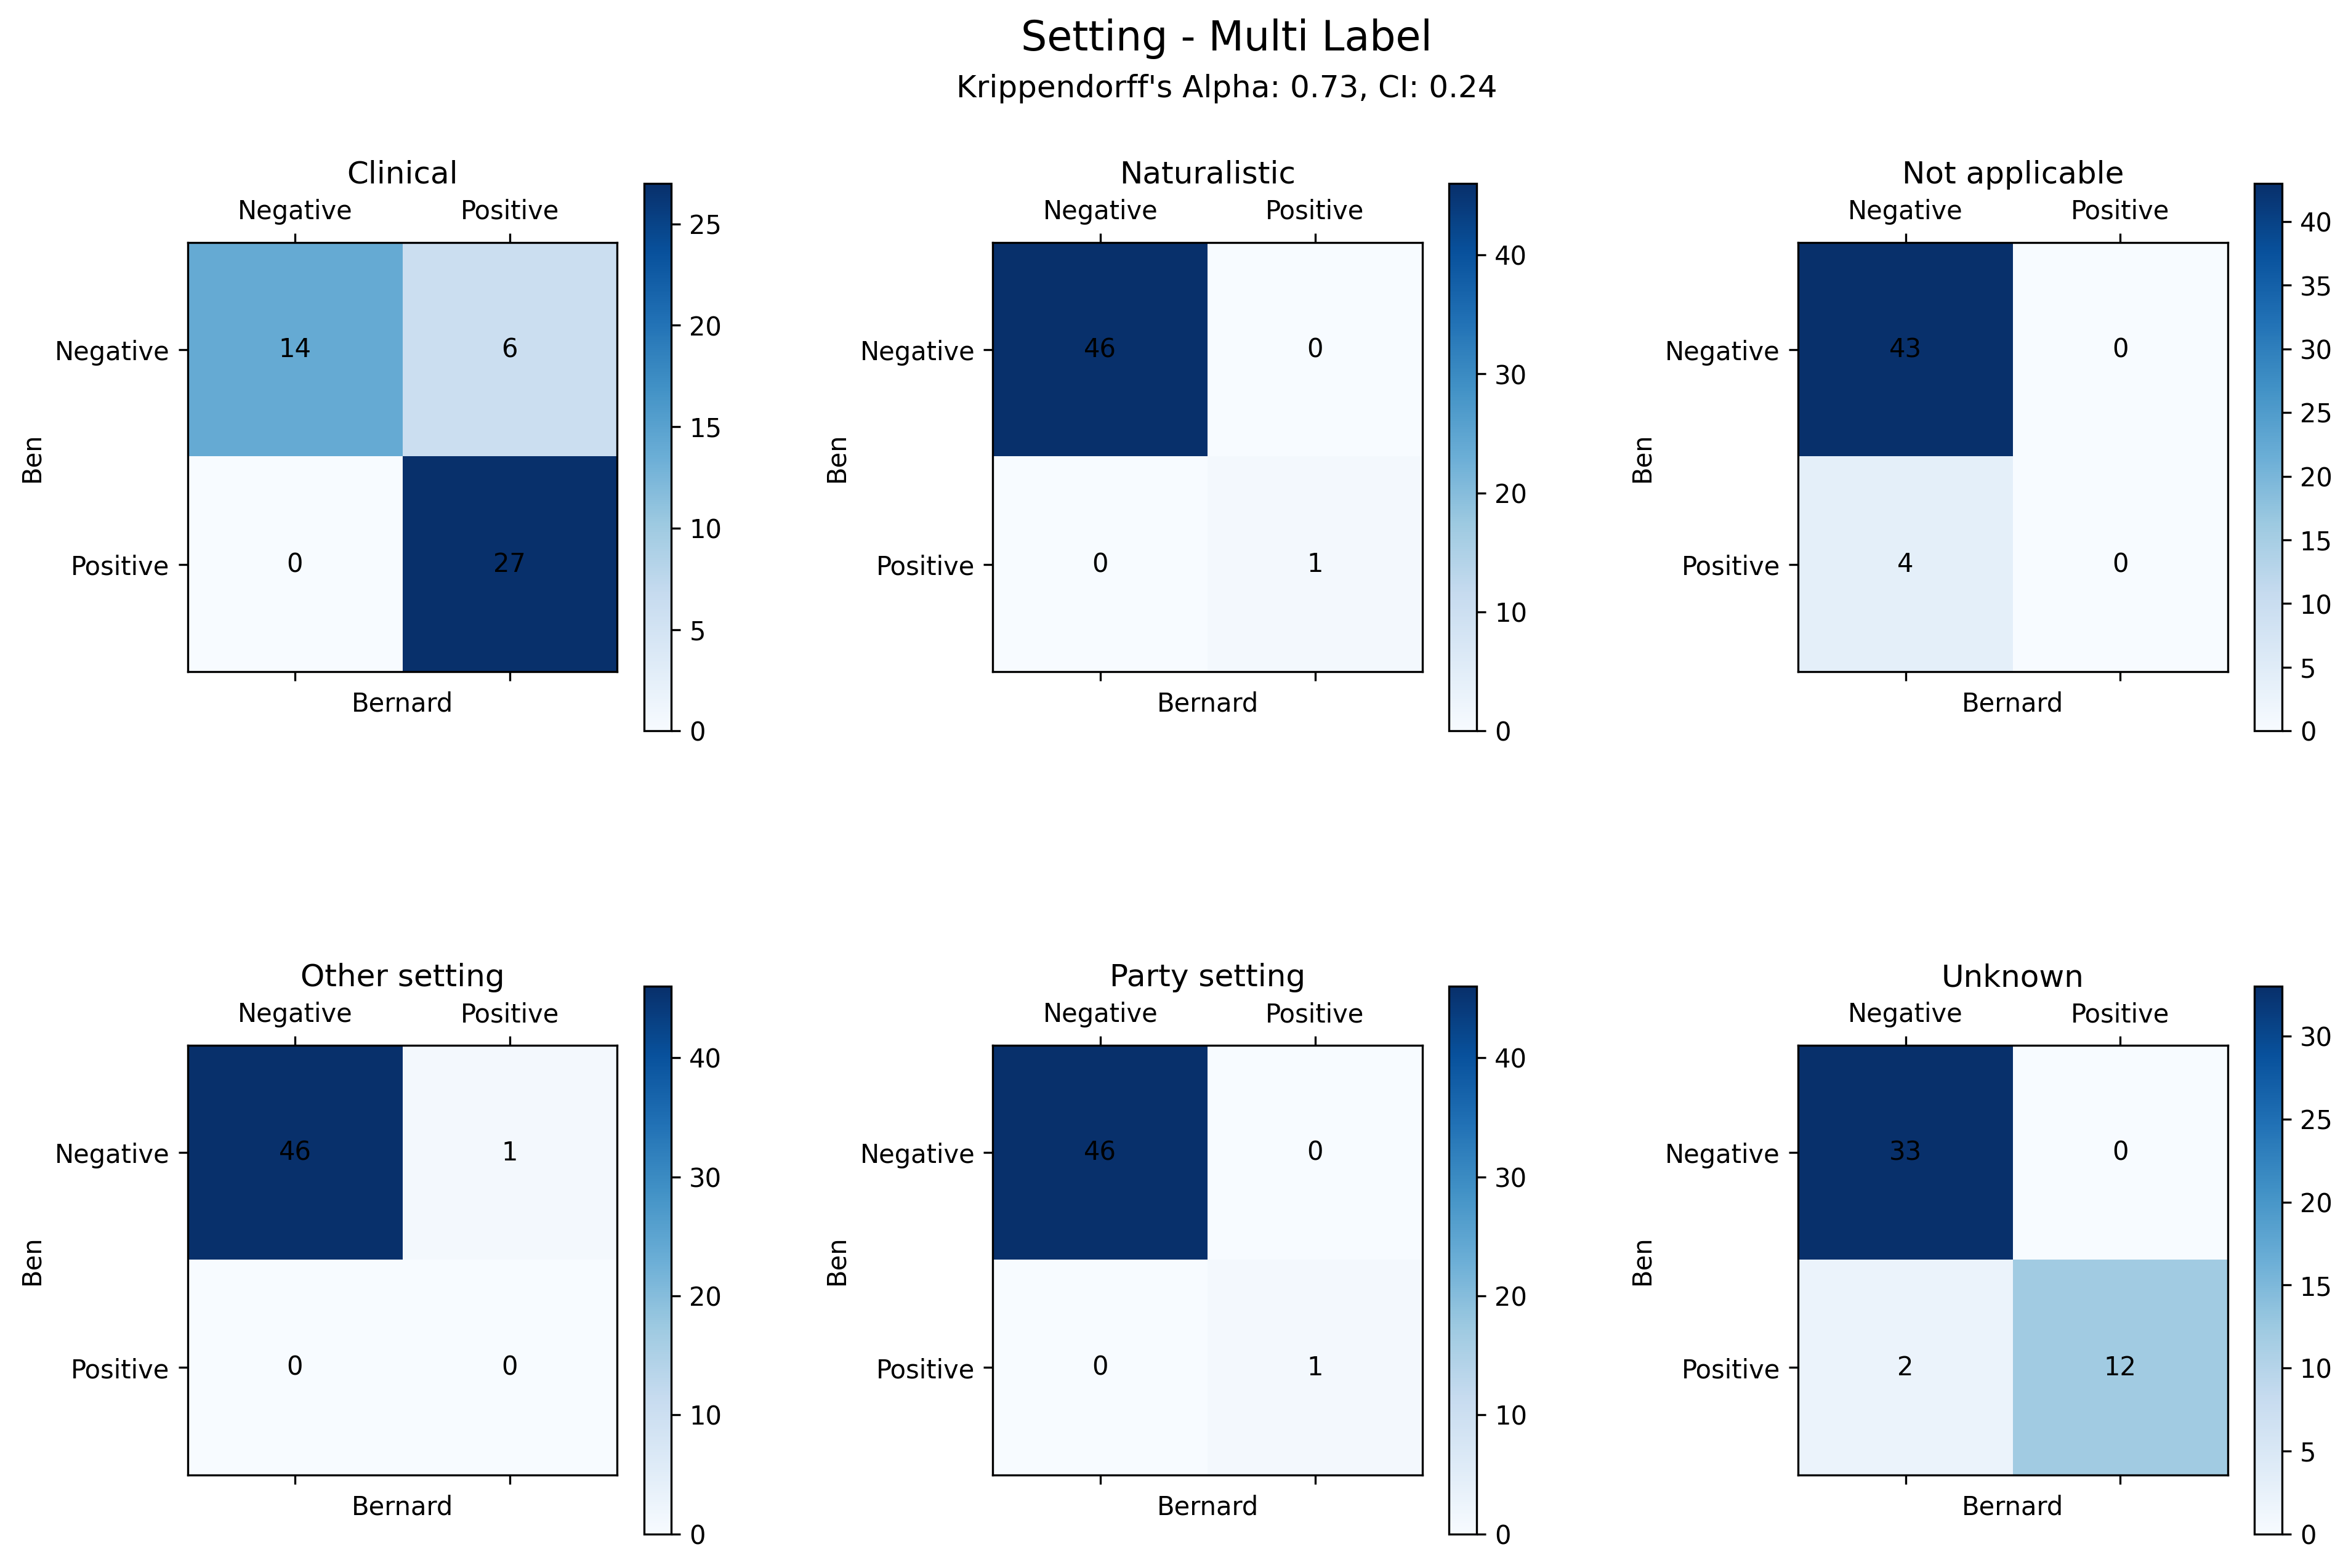 Setting - Multi Label
Krippendorff's Alpha: 0.73, CI: 0.24
Clinical
Negative Positive
Negative 14 6
Positive 0 27
Ben
Bernard
25
20
15
10
5
0
Naturalistic
Negative Positive
Negative 46 0
Positive 0 1
Ben
Bernard
40
30
20
10
0
Not applicable
Negative Positive
Negative 43 0
Positive 4 0
Ben
Bernard
40
35
30
25
20
15
10
5
0
Other setting
Negative Positive
Negative 46 1
Positive 0 0
Ben
Bernard
40
30
20
10
0
Party setting
Negative Positive
Negative 46 0
Positive 0 1
Ben
Bernard
40
30
20
10
0
Unknown
Negative Positive
Negative 33 0
Positive 2 12
Ben
Bernard
30
25
20
15
10
5
0